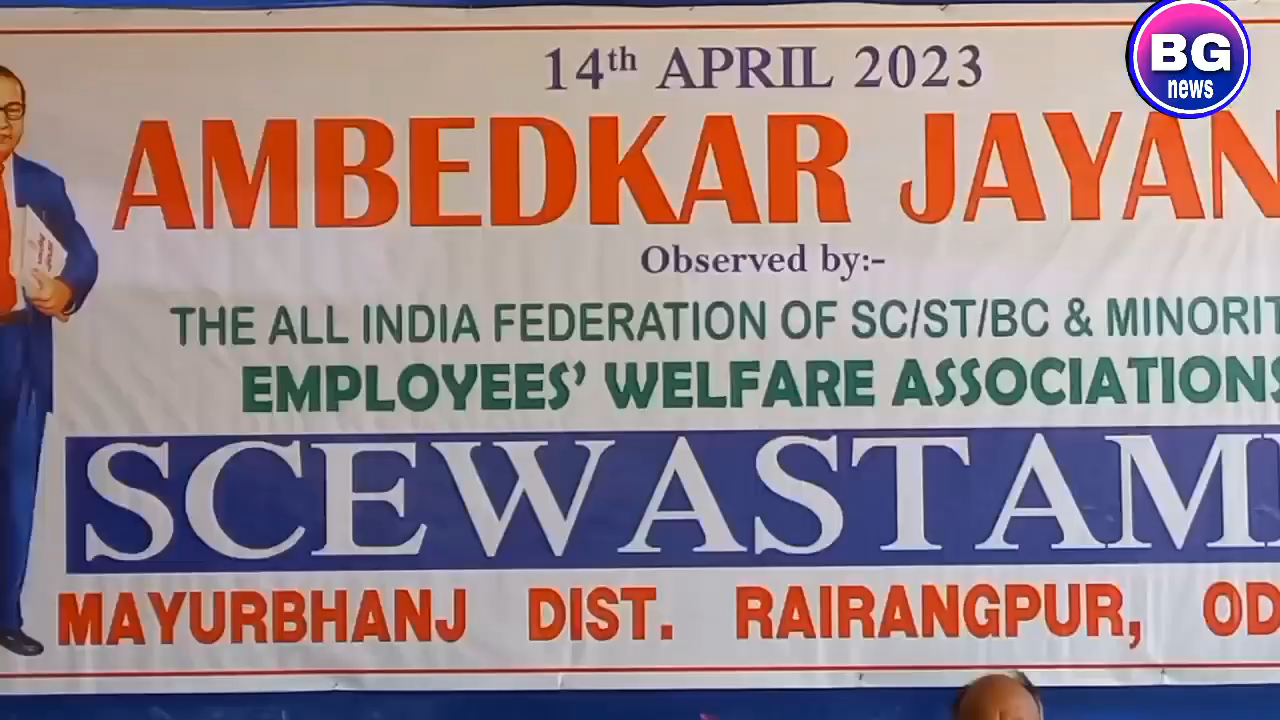 BG
news
14th APRIL 2023
AMBEDKAR JAYAN
Observed by:-
THE ALL INDIA FEDERATION OF SC/ST/BC & MINORIT
EMPLOYEES' WELFARE ASSOCIATIONS
SCEWASTAM
MAYURBHANJ DIST. RAIRANGPUR, OD